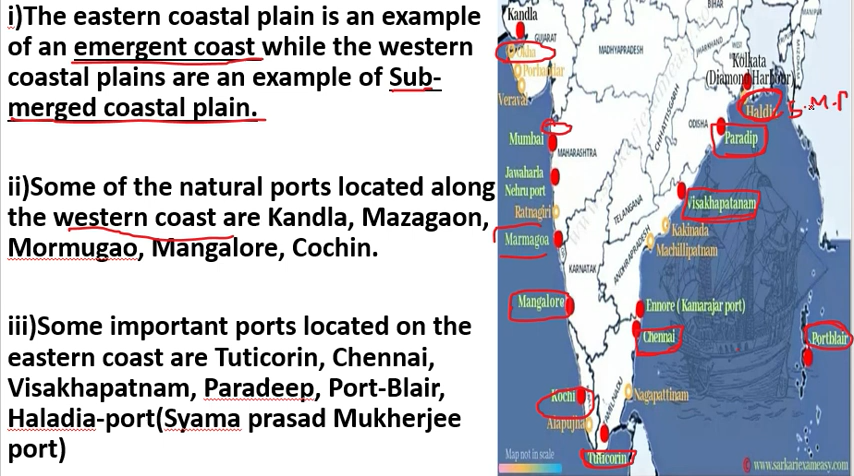 i)The eastern coastal plain is an example
of an emergent coast while the western
coastal plains are an example of Sub-
merged coastal plain.
ii)Some of the natural ports located along
the western coast are Kandla, Mazagaon,
Mormugao, Mangalore, Cochin.
iii)Some important ports located on the
eastern coast are Tuticorin, Chennai,
Visakhapatnam, Paradeep, Port-Blair,
Haladia-port(Syama prasad Mukherjee
port)
Kandla
GUJARAT
MADHYAPRADESH
BIHAR
JHARKHAND
MANIPUR
Okha
Porbandar
Veraval
Kolkata
(Diamond Harbour)
Haldia
S.M.P
CHHATTISGARH
ODISHA
Paradip
Mumbai
MAHARASHTRA
Jawaharla
Nehru port
Ratnagiri
TELANGANA
Visakhapatanam
Kakinada
Machillipatnam
Marmagoa
ANDHRAPRADESH
KARNATAK
Mangalore
Ennore ( Kamarajar port)
Chennai
Portblair
Kochi
Nagapattinam
Alapujha
Tuticorin
Map not in scale
© www.sarkariexameasy.com